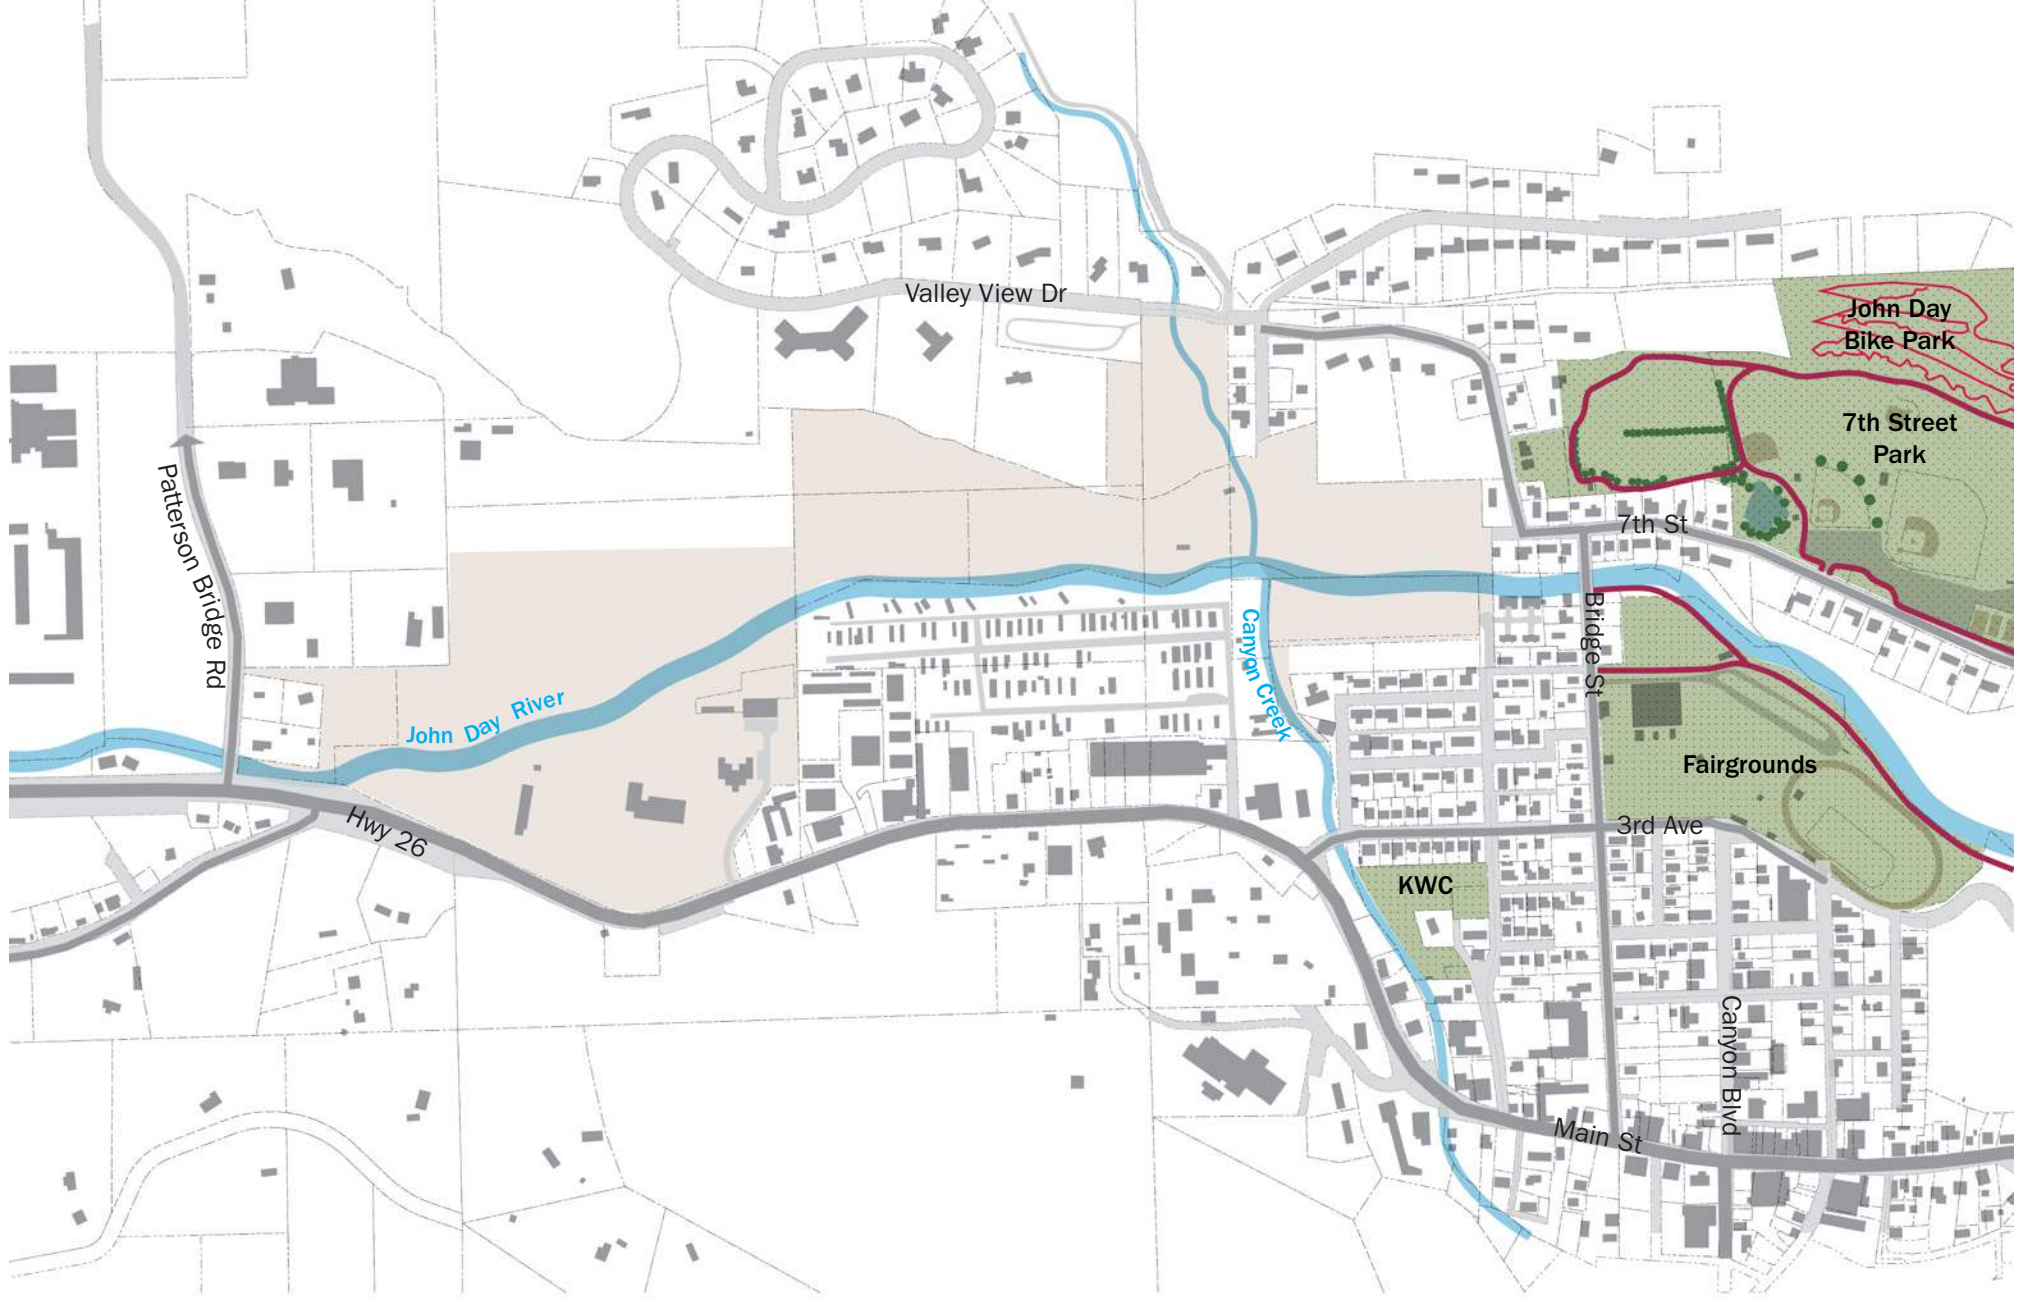 Valley View Dr
John Day
Bike Park
7th Street
Park
Patterson Bridge Rd
7th St
John Day River
Canyon Creek
Bridge St
Fairgrounds
Hwy 26
3rd Ave
KWC
Canyon Blvd
Main St